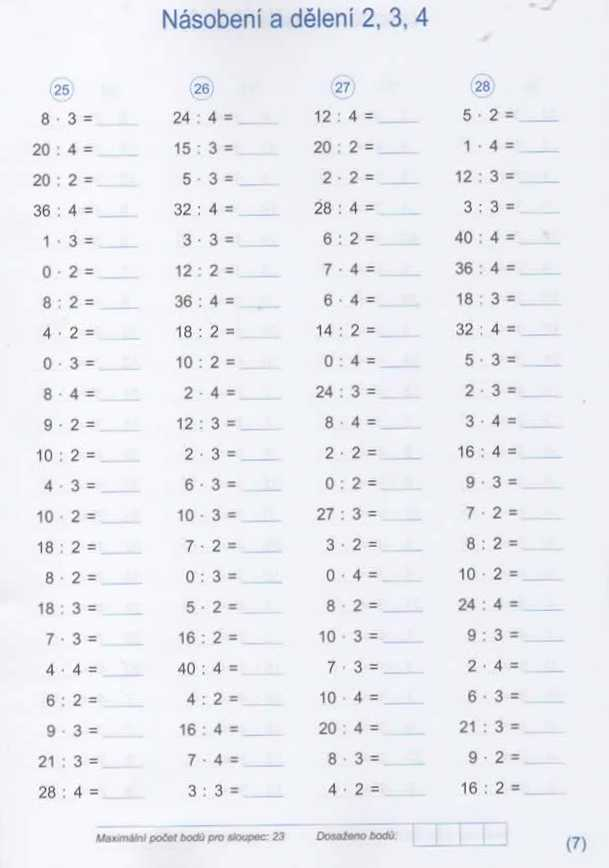 Násobení a dělení 2, 3, 4
25 26 27 28
8 · 3 = 24 : 4 = 12 : 4 = 5 · 2 =
20 : 4 = 15 : 3 = 20 : 2 = 1 · 4 =
20 : 2 = 5 · 3 = 2 · 2 = 12 : 3 =
36 : 4 = 32 : 4 = 28 : 4 = 3 : 3 =
1 · 3 = 3 · 3 = 6 : 2 = 40 : 4 =
0 · 2 = 12 : 2 = 7 · 4 = 36 : 4 =
8 : 2 = 36 : 4 = 6 · 4 = 18 : 3 =
4 · 2 = 18 : 2 = 14 : 2 = 32 : 4 =
0 · 3 = 10 : 2 = 0 : 4 = 5 · 3 =
8 · 4 = 2 · 4 = 24 : 3 = 2 · 3 =
9 · 2 = 12 : 3 = 8 · 4 = 3 · 4 =
10 : 2 = 2 · 3 = 2 · 2 = 16 : 4 =
4 · 3 = 6 · 3 = 0 : 2 = 9 · 3 =
10 · 2 = 10 · 3 = 27 : 3 = 7 · 2 =
18 : 2 = 7 · 2 = 3 · 2 = 8 : 2 =
8 · 2 = 0 : 3 = 0 · 4 = 10 · 2 =
18 : 3 = 5 · 2 = 8 · 2 = 24 : 4 =
7 · 3 = 16 : 2 = 10 · 3 = 9 : 3 =
4 · 4 = 40 : 4 = 7 · 3 = 2 · 4 =
6 : 2 = 4 : 2 = 10 · 4 = 6 · 3 =
9 · 3 = 16 : 4 = 20 : 4 = 21 : 3 =
21 : 3 = 7 · 4 = 8 · 3 = 9 · 2 =
28 : 4 = 3 : 3 = 4 · 2 = 16 : 2 =
Maximální počet bodů pro sloupec: 23 Dosaženo bodů:
(7)